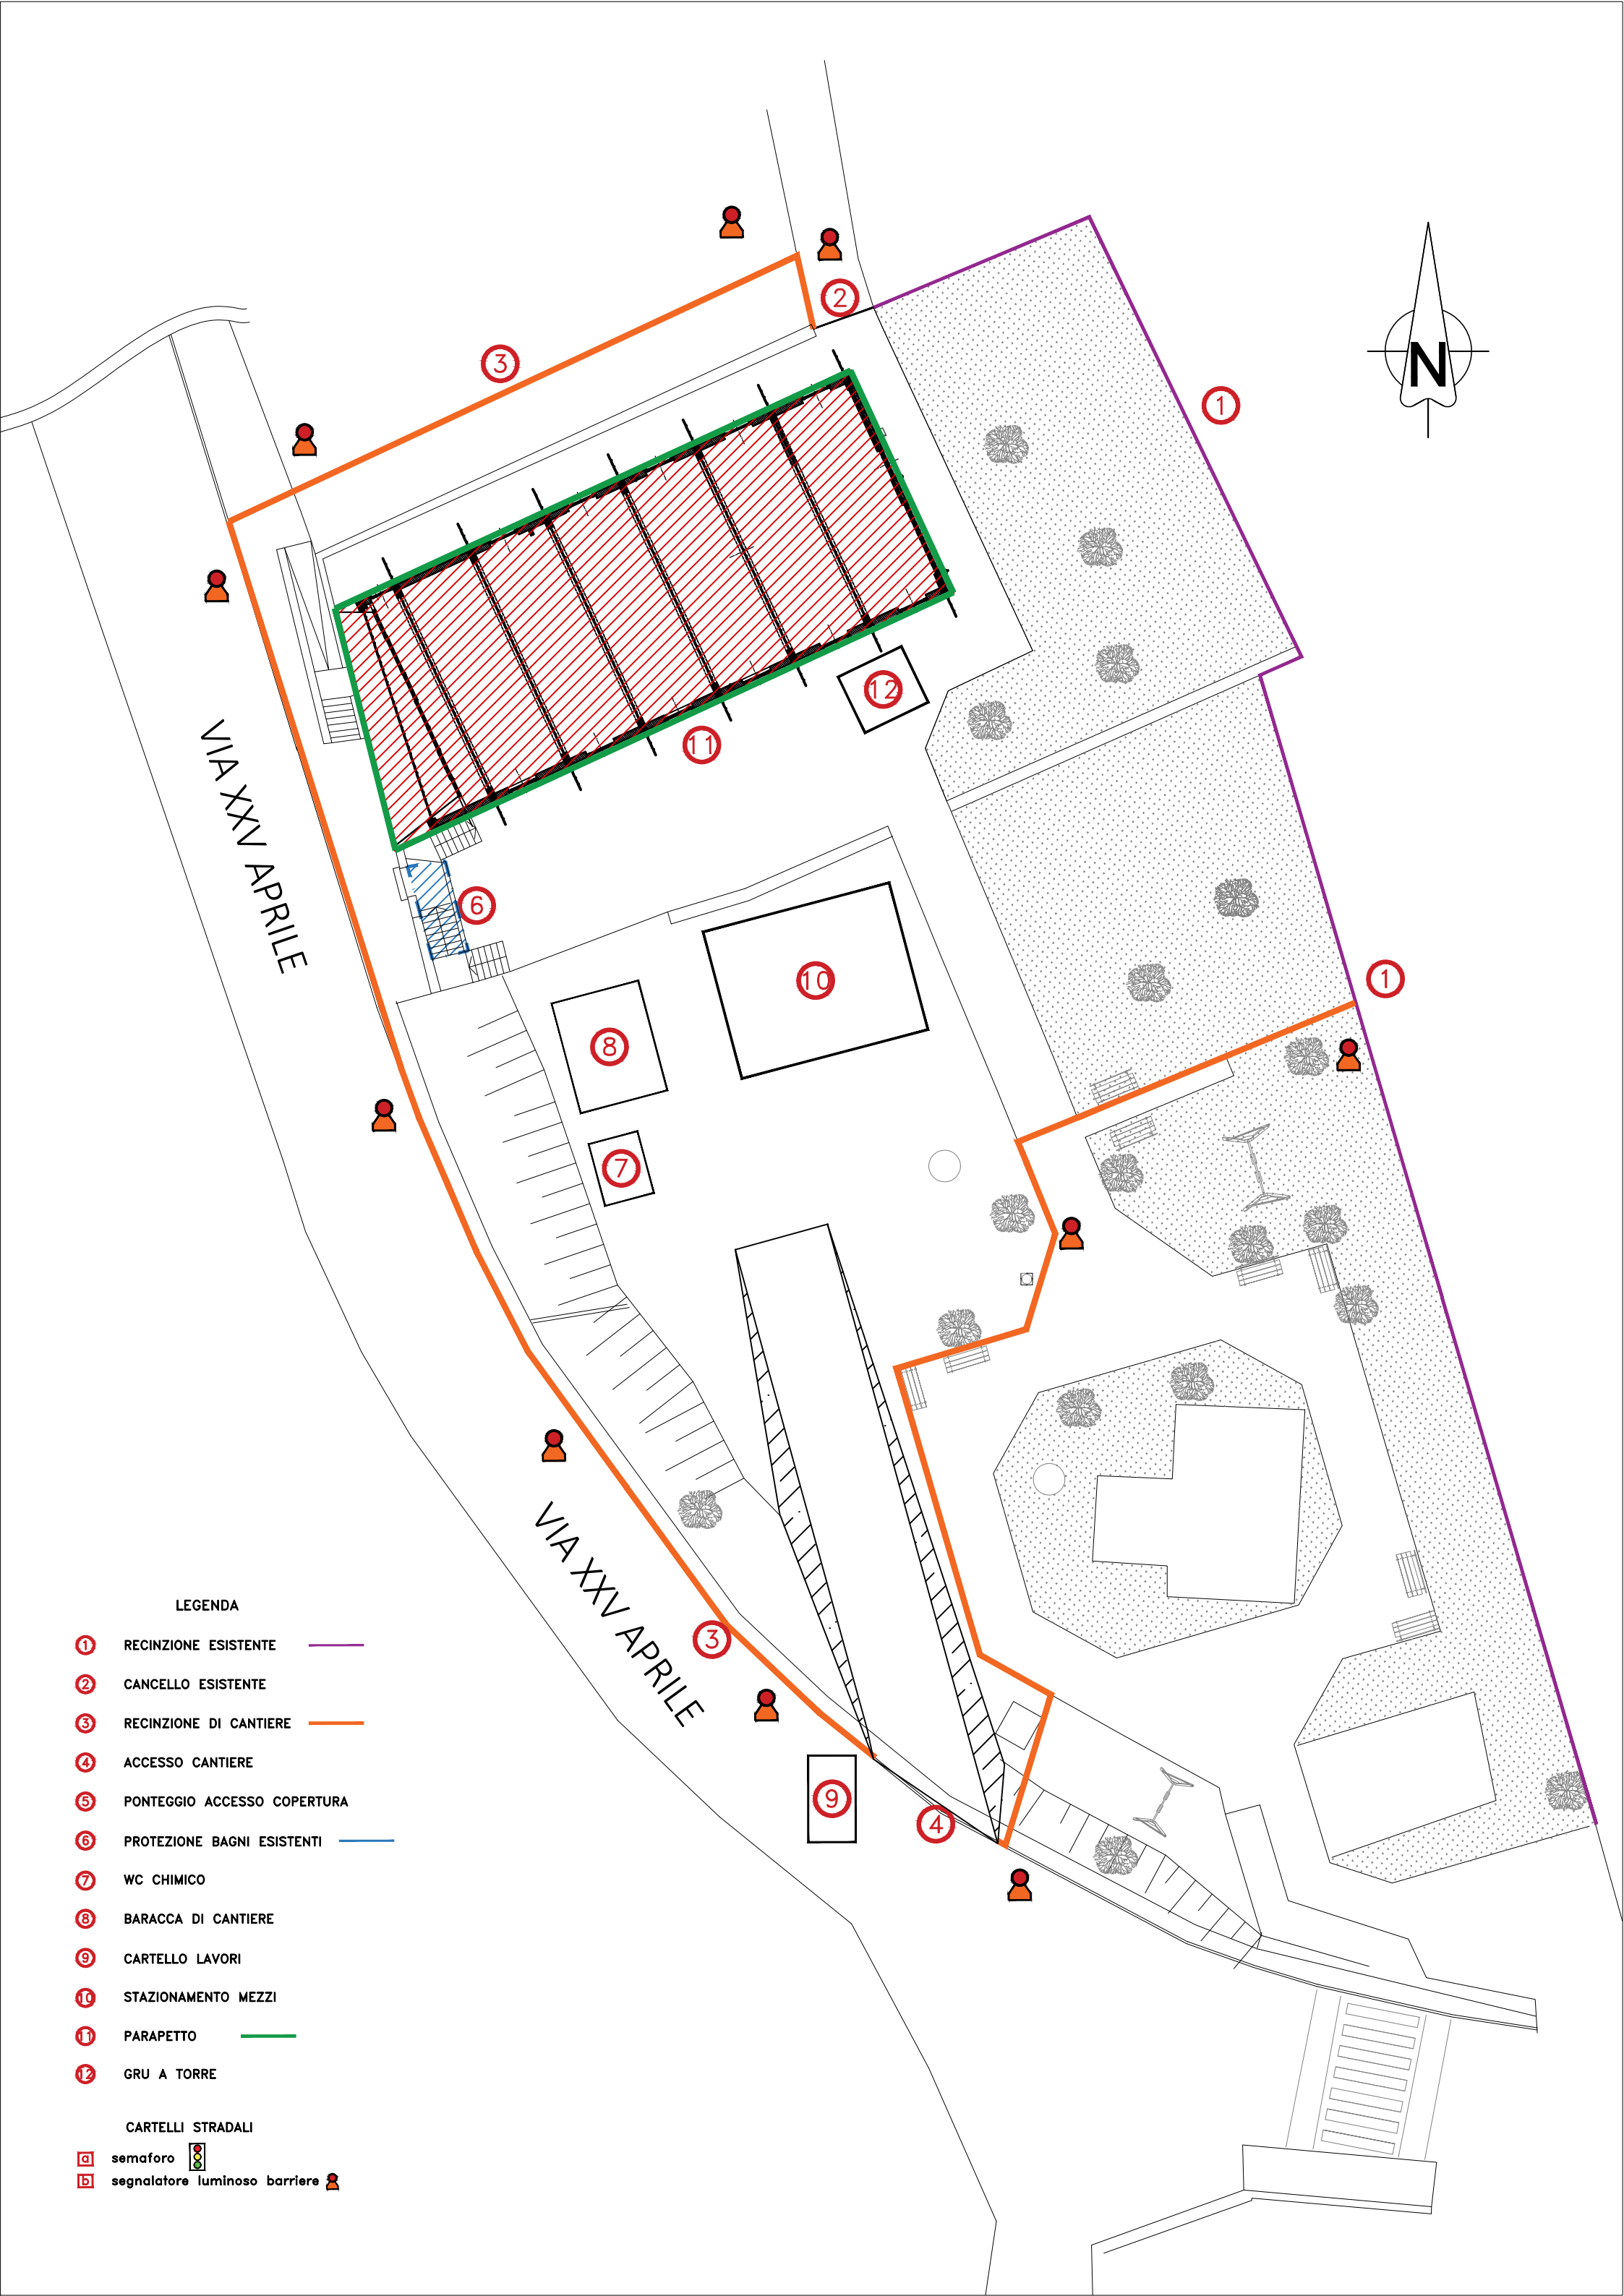 2
3
N
1
12
VIA XXV APRILE
11
6
1
10
8
7
VIA XXV APRILE
3
9
4
LEGENDA
1 RECINZIONE ESISTENTE
2 CANCELLO ESISTENTE
3 RECINZIONE DI CANTIERE
4 ACCESSO CANTIERE
5 PONTEGGIO ACCESSO COPERTURA
6 PROTEZIONE BAGNI ESISTENTI
7 WC CHIMICO
8 BARACCA DI CANTIERE
9 CARTELLO LAVORI
10 STAZIONAMENTO MEZZI
11 PARAPETTO
12 GRU A TORRE
CARTELLI STRADALI
a semaforo
b segnalatore luminoso barriere